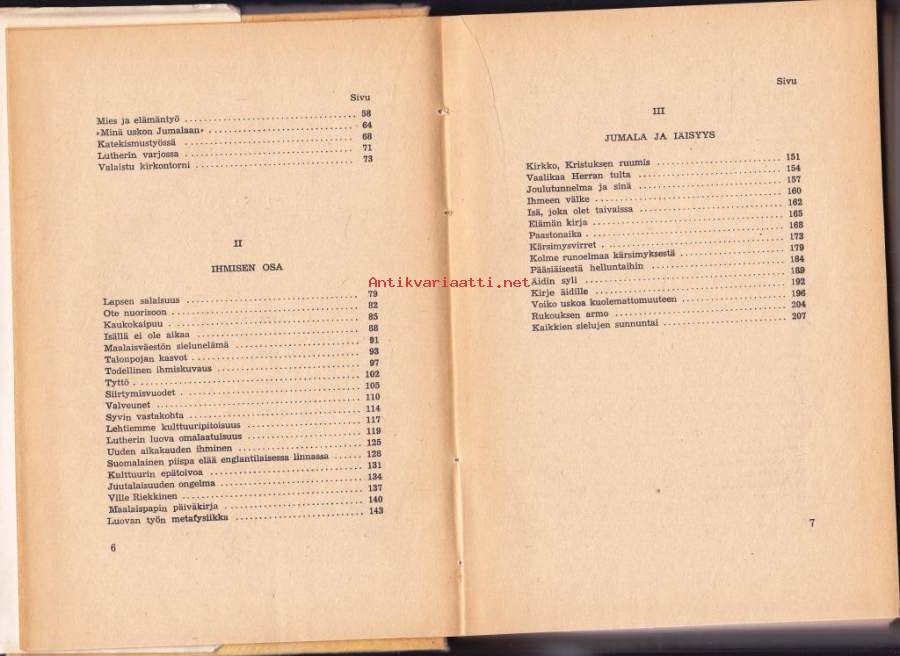 Sivu
Mies ja elämäntyö 58
»Minä uskon Jumalaan» 64
Katekismustyössä 68
Lutherin varjossa 71
Valaistu kirkontorni 73
II
IHMISEN OSA
Lapsen salaisuus 79
Ote nuorisoon 82
Kaukokaipuu 85
Isällä ei ole aikaa 88
Maalaisväestön sielunelämä 91
Talonpojan kasvot 93
Todellinen ihmiskuvaus 97
Tyttö 102
Siirtymisvuodet 105
Valveunet 110
Syvin vastakohta 114
Lehtiemme kulttuuripitoisuus 117
Lutherin luova omalaatuisuus 119
Uuden aikakauden ihminen 125
Suomalainen piispa elää englantilaisessa linnassa 128
Kulttuurin epätoivoa 131
Juutalaisuuden ongelma 134
Ville Riekkinen 137
Maalaispapin päiväkirja 140
Luovan työn metafysiikka 143
6
Sivu
III
JUMALA JA IÄISYYS
Kirkko, Kristuksen ruumis 151
Vaalikaa Herran tulta 154
Joulutunnelma ja sinä 157
Ihmeen välke 160
Isä, joka olet taivaissa 162
Elämän kirja 165
Paastonaika 168
Kärsimysvirret 173
Kolme runoelmaa kärsimyksestä 179
Pääsiäisestä helluntaihin 184
Äidin syli 189
Kirje äidille 192
Voiko uskoa kuolemattomuuteen 196
Rukouksen armo 204
Kaikkien sielujen sunnuntai 207
7
Antikvariaatti.net